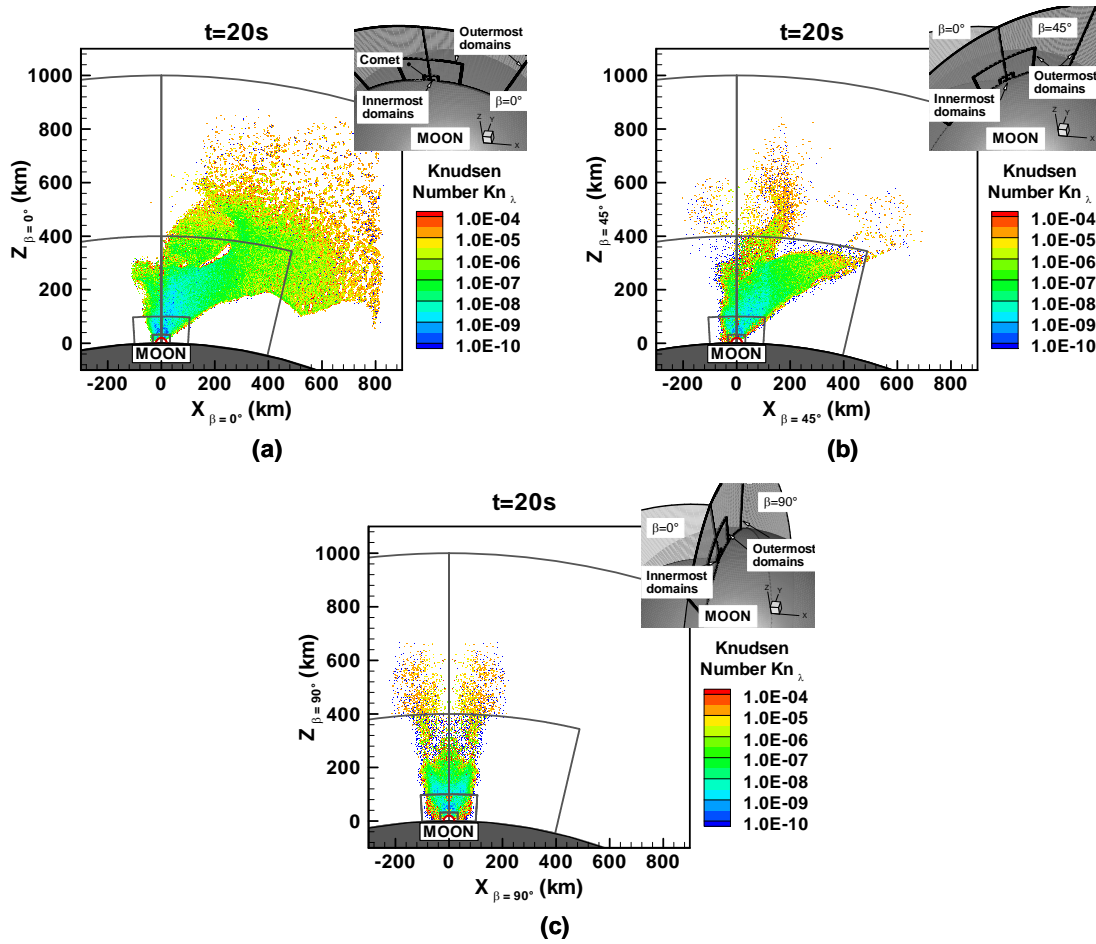 t=20s
Outermost
domains
Comet
Innermost
domains
β=0°
MOON
Z
Y
X
Knudsen
Number Kn λ
1.0E-04
1.0E-05
1.0E-06
1.0E-07
1.0E-08
1.0E-09
1.0E-10
Z β=0° (km)
1000
800
600
400
200
0
MOON
-200 0 200 400 600 800
X β = 0° (km)
(a)
t=20s
β=0°
β=45°
Outermost
domains
Innermost
domains
MOON
Z
Y
X
Knudsen
Number Kn λ
1.0E-04
1.0E-05
1.0E-06
1.0E-07
1.0E-08
1.0E-09
1.0E-10
Z β = 45° (km)
1000
800
600
400
200
0
MOON
-200 0 200 400 600 800
X β = 45° (km)
(b)
t=20s
β=90°
β=0°
Outermost
domains
Innermost
domains
MOON
Z
Y
X
Knudsen
Number Kn λ
1.0E-04
1.0E-05
1.0E-06
1.0E-07
1.0E-08
1.0E-09
1.0E-10
Z β = 90° (km)
1000
800
600
400
200
0
MOON
-200 0 200 400 600 800
X β = 90° (km)
(c)